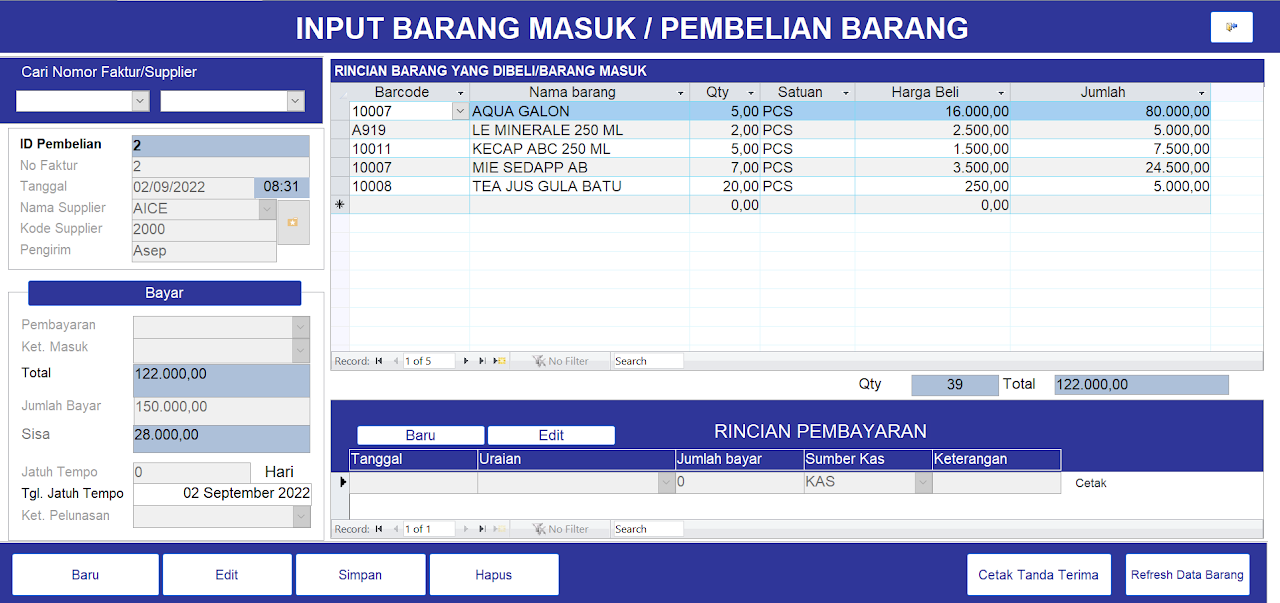 INPUT BARANG MASUK / PEMBELIAN BARANG
Cari Nomor Faktur/Supplier
ID Pembelian 2
No Faktur 2
Tanggal 02/09/2022 08:31
Nama Supplier AICE
Kode Supplier 2000
Pengirim Asep
Bayar
Pembayaran
Ket. Masuk
Total 122.000,00
Jumlah Bayar 150.000,00
Sisa 28.000,00
Jatuh Tempo 0 Hari
Tgl. Jatuh Tempo 02 September 2022
Ket. Pelunasan
RINCIAN BARANG YANG DIBELI/BARANG MASUK
Barcode Nama barang Qty Satuan Harga Beli Jumlah
10007 AQUA GALON 5,00 PCS 16.000,00 80.000,00
A919 LE MINERALE 250 ML 2,00 PCS 2.500,00 5.000,00
10011 KECAP ABC 250 ML 5,00 PCS 1.500,00 7.500,00
10007 MIE SEDAPP AB 7,00 PCS 3.500,00 24.500,00
10008 TEA JUS GULA BATU 20,00 PCS 250,00 5.000,00
0,00 0,00
Record: 1 of 5 No Filter Search
Qty 39 Total 122.000,00
Baru Edit RINCIAN PEMBAYARAN
Tanggal Uraian Jumlah bayar Sumber Kas Keterangan
0 KAS Cetak
Record: 1 of 1 No Filter Search
Baru Edit Simpan Hapus Cetak Tanda Terima Refresh Data Barang